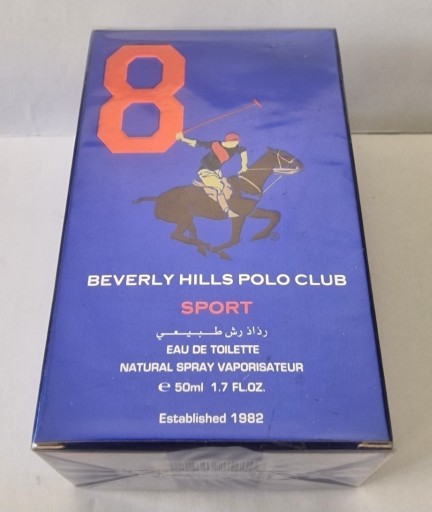 8
BEVERLY HILLS POLO CLUB
SPORT
رذاذ رش طبيعي
EAU DE TOILETTE
NATURAL SPRAY VAPORISATEUR
℮ 50ml 1.7 FL.OZ.
Established 1982